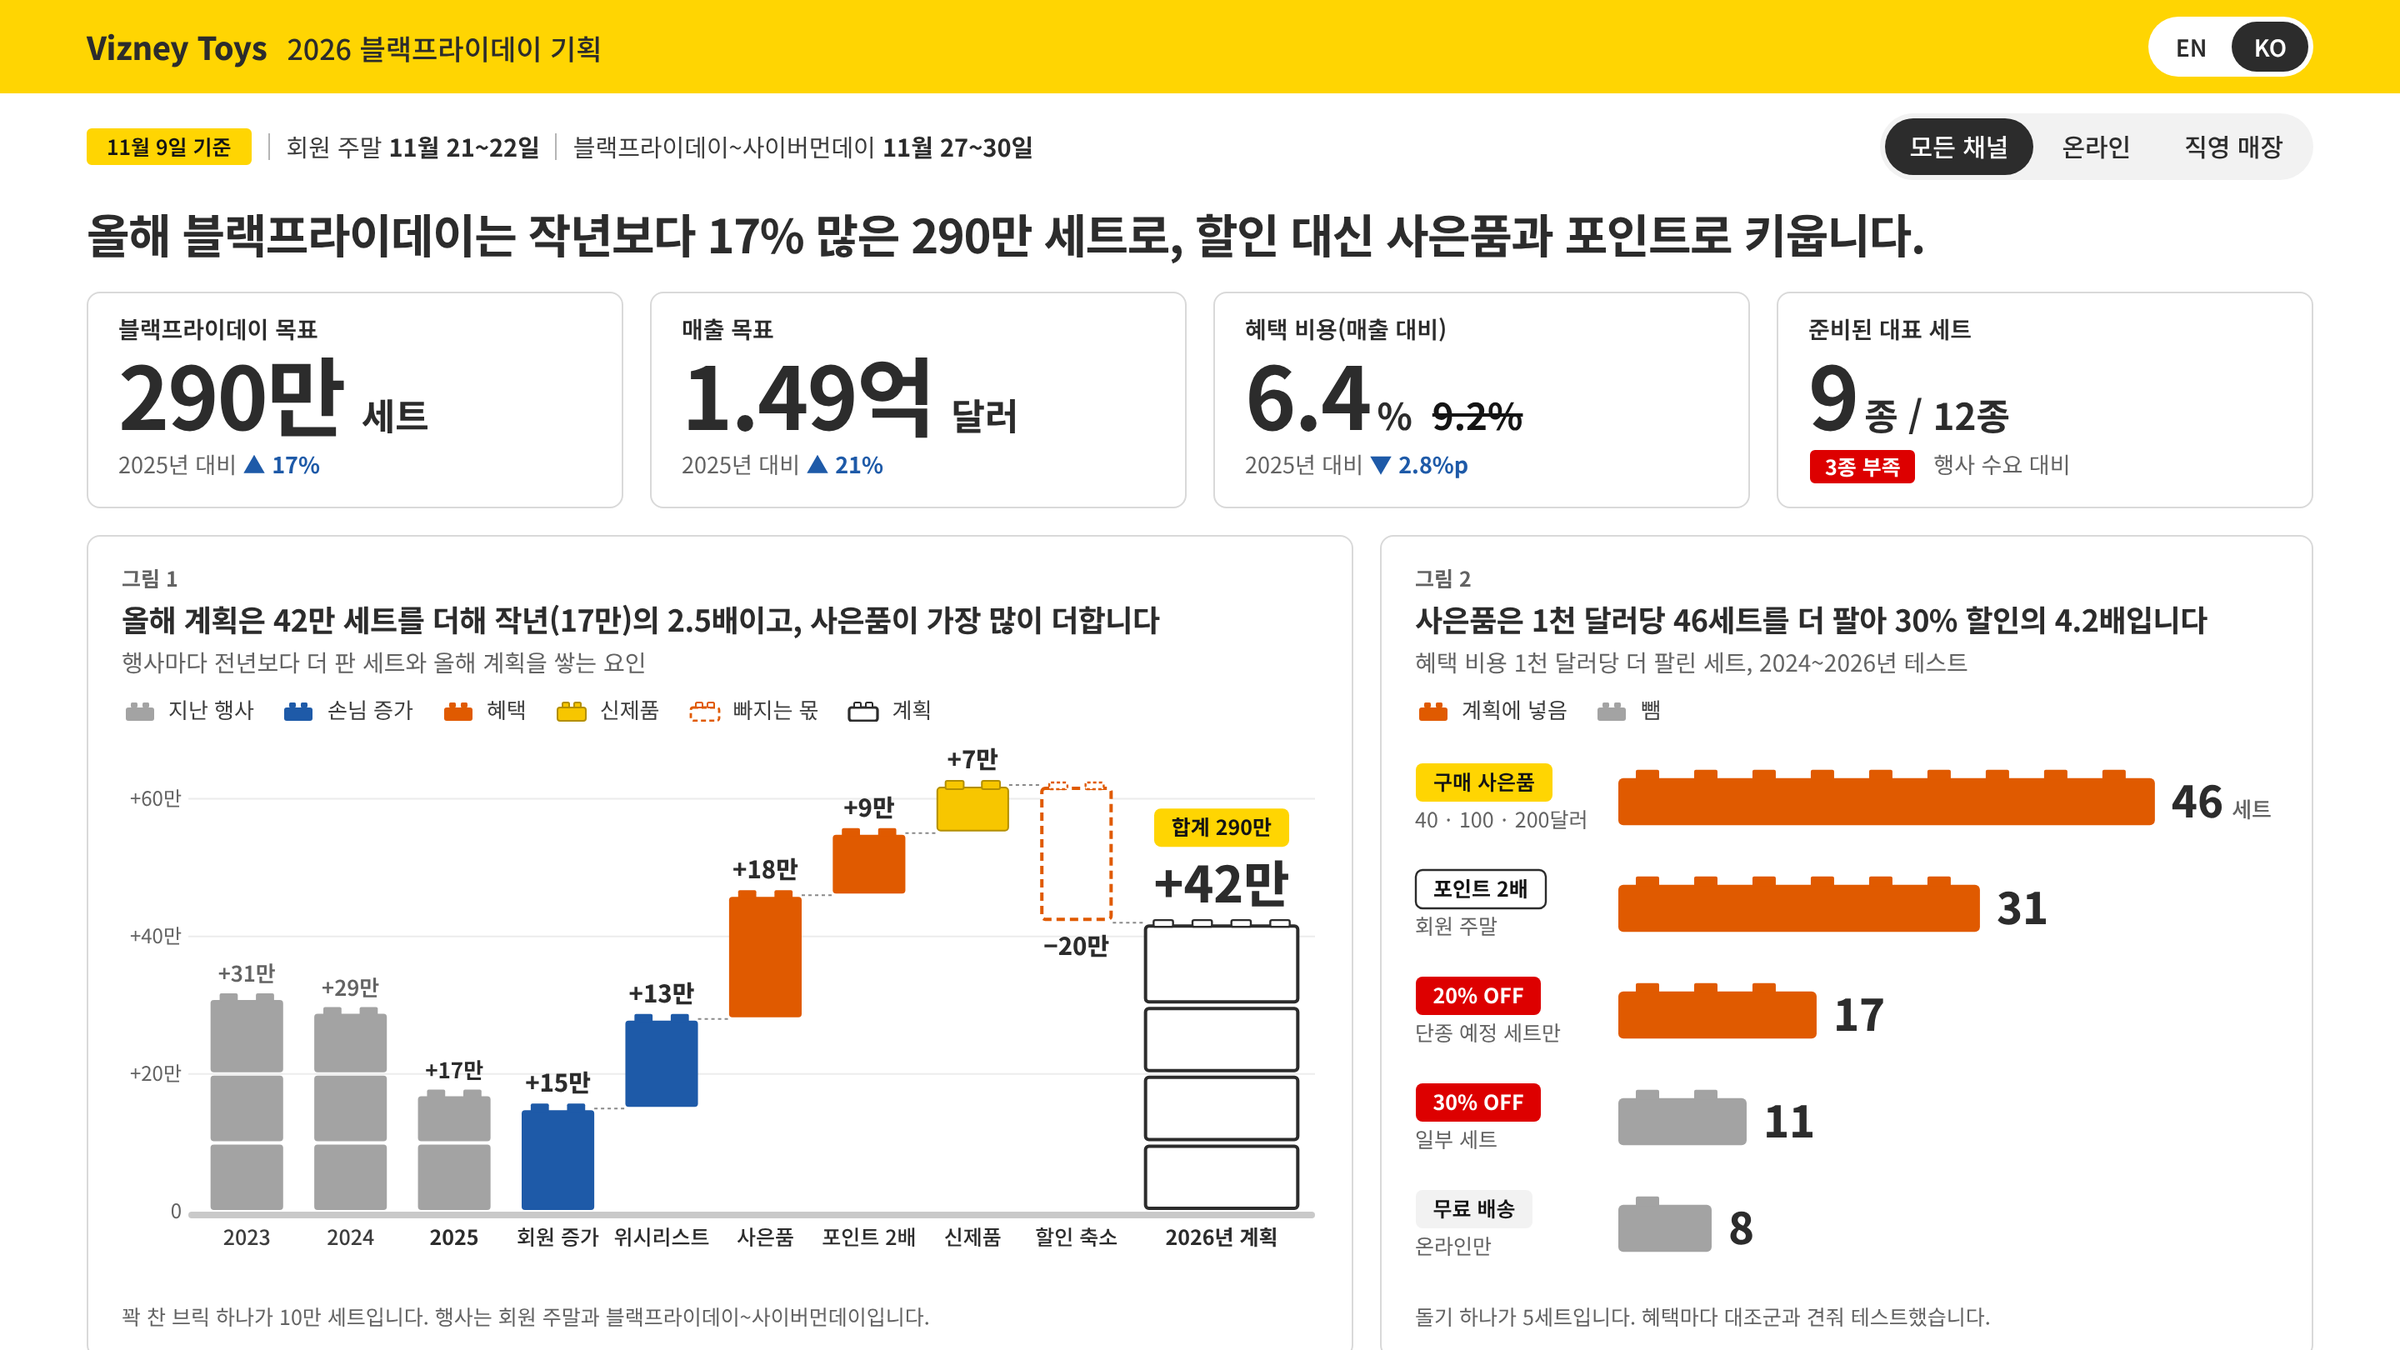 Vizney Toys 2026 블랙프라이데이 기획
EN KO
11월 9일 기준 회원 주말 11월 21~22일 블랙프라이데이~사이버먼데이 11월 27~30일
모든 채널 온라인 직영 매장
올해 블랙프라이데이는 작년보다 17% 많은 290만 세트로, 할인 대신 사은품과 포인트로 키웁니다.
블랙프라이데이 목표
290만 세트
2025년 대비 ▲ 17%
매출 목표
1.49억 달러
2025년 대비 ▲ 21%
혜택 비용(매출 대비)
6.4% 9.2%
2025년 대비 ▼ 2.8%p
준비된 대표 세트
9종 / 12종
3종 부족 행사 수요 대비
그림 1
올해 계획은 42만 세트를 더해 작년(17만)의 2.5배이고, 사은품이 가장 많이 더합니다
행사마다 전년보다 더 판 세트와 올해 계획을 쌓는 요인
지난 행사 손님 증가 혜택 신제품 빠지는 몫 계획
+60만
+40만
+20만
0
+31만
+29만
+17만
+15만
+13만
+18만
+9만
+7만
−20만
합계 290만
+42만
2023 2024 2025 회원 증가 위시리스트 사은품 포인트 2배 신제품 할인 축소 2026년 계획
꽉 찬 브릭 하나가 10만 세트입니다. 행사는 회원 주말과 블랙프라이데이~사이버먼데이입니다.
그림 2
사은품은 1천 달러당 46세트를 더 팔아 30% 할인의 4.2배입니다
혜택 비용 1천 달러당 더 팔린 세트, 2024~2026년 테스트
계획에 넣음 뺌
구매 사은품
40 · 100 · 200달러
46 세트
포인트 2배
회원 주말
31
20% OFF
단종 예정 세트만
17
30% OFF
일부 세트
11
무료 배송
온라인만
8
돌기 하나가 5세트입니다. 혜택마다 대조군과 견줘 테스트했습니다.